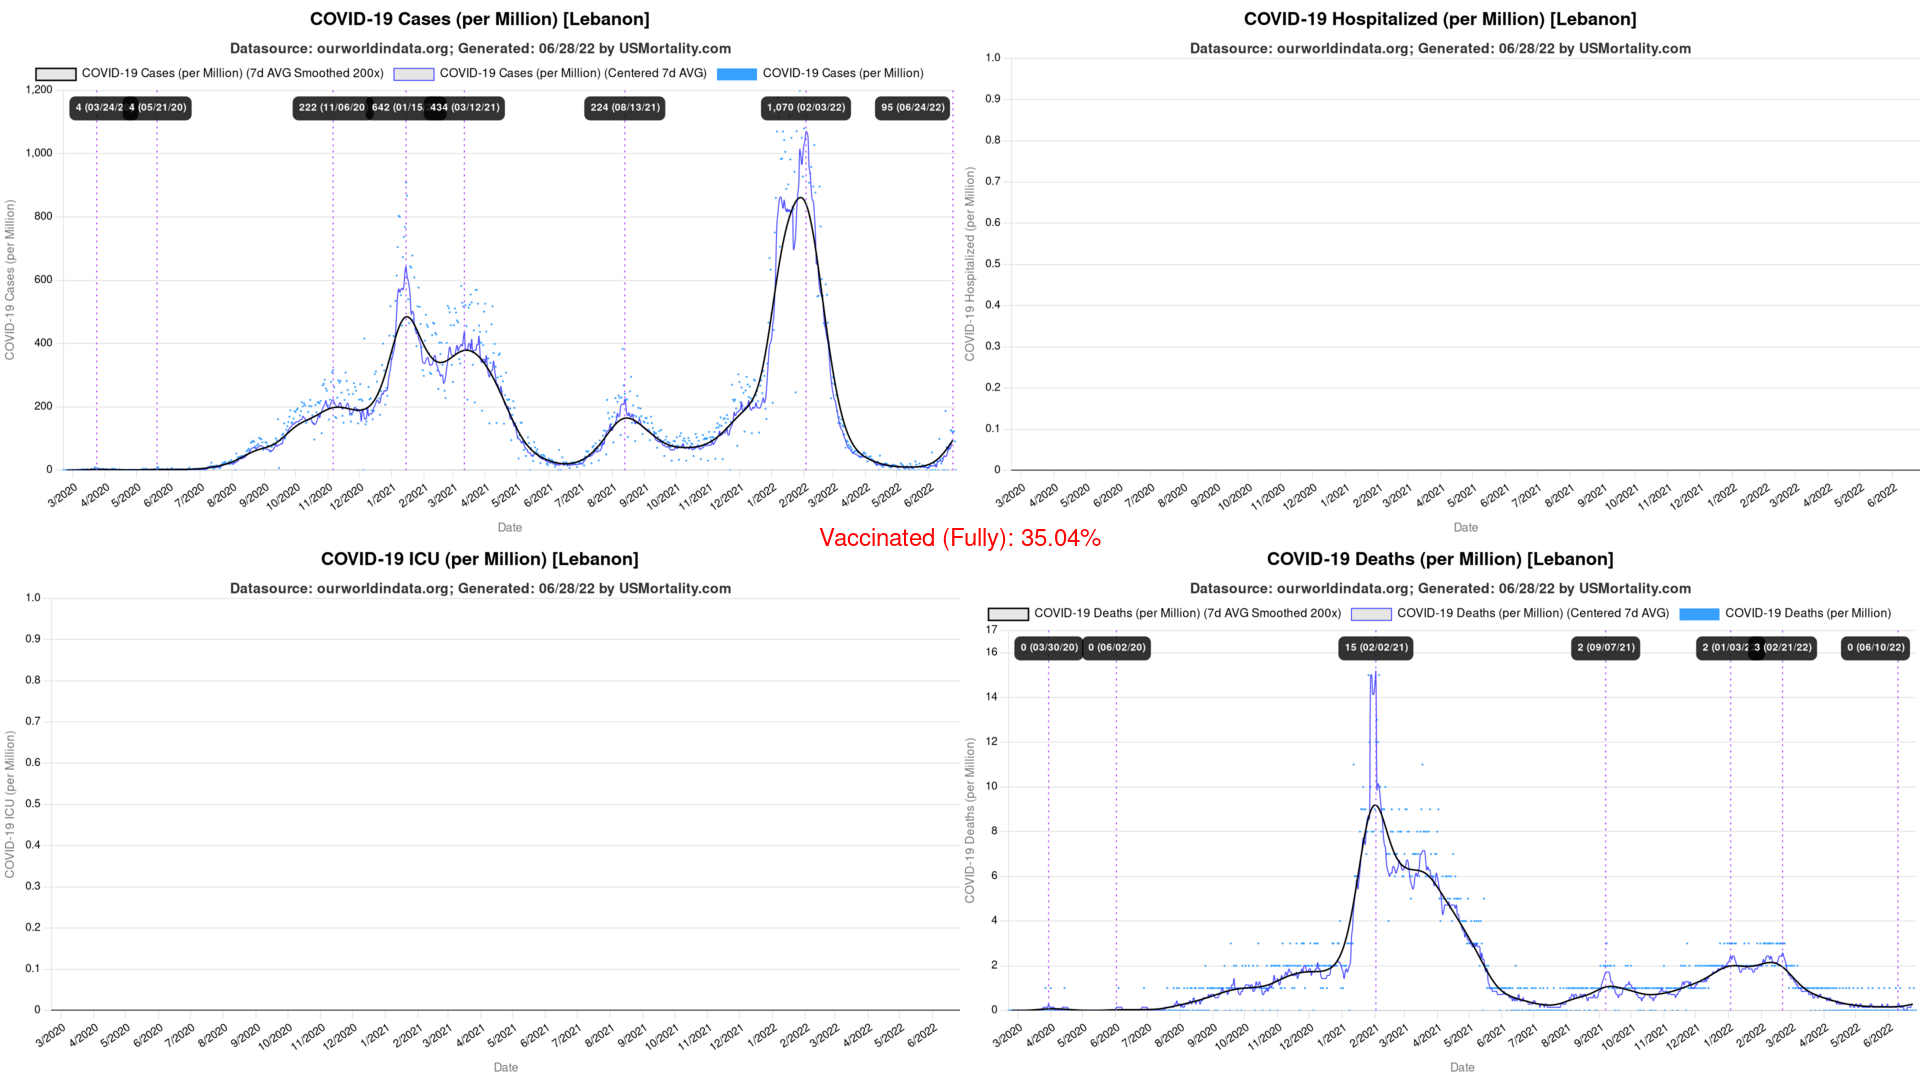 COVID-19 Cases (per Million) [Lebanon]
Datasource: ourworldindata.org; Generated: 06/28/22 by USMortality.com
COVID-19 Cases (per Million) (7d AVG Smoothed 200x) COVID-19 Cases (per Million) (Centered 7d AVG) COVID-19 Cases (per Million)
4 (03/24/2 4 (05/21/20) 222 (11/06/20 642 (01/15 434 (03/12/21) 224 (08/13/21) 1,070 (02/03/22) 95 (06/24/22)
1,200
1,000
800
600
400
200
0
COVID-19 Cases (per Million)
3/2020 4/2020 5/2020 6/2020 7/2020 8/2020 9/2020 10/2020 11/2020 12/2020 1/2021 2/2021 3/2021 4/2021 5/2021 6/2021 7/2021 8/2021 9/2021 10/2021 11/2021 12/2021 1/2022 2/2022 3/2022 4/2022 5/2022 6/2022
Date
COVID-19 Hospitalized (per Million) [Lebanon]
Datasource: ourworldindata.org; Generated: 06/28/22 by USMortality.com
1.0
0.9
0.8
0.7
0.6
0.5
0.4
0.3
0.2
0.1
0
COVID-19 Hospitalized (per Million)
3/2020 4/2020 5/2020 6/2020 7/2020 8/2020 9/2020 10/2020 11/2020 12/2020 1/2021 2/2021 3/2021 4/2021 5/2021 6/2021 7/2021 8/2021 9/2021 10/2021 11/2021 12/2021 1/2022 2/2022 3/2022 4/2022 5/2022 6/2022
Date
Vaccinated (Fully): 35.04%
COVID-19 ICU (per Million) [Lebanon]
Datasource: ourworldindata.org; Generated: 06/28/22 by USMortality.com
1.0
0.9
0.8
0.7
0.6
0.5
0.4
0.3
0.2
0.1
0
COVID-19 ICU (per Million)
3/2020 4/2020 5/2020 6/2020 7/2020 8/2020 9/2020 10/2020 11/2020 12/2020 1/2021 2/2021 3/2021 4/2021 5/2021 6/2021 7/2021 8/2021 9/2021 10/2021 11/2021 12/2021 1/2022 2/2022 3/2022 4/2022 5/2022 6/2022
Date
COVID-19 Deaths (per Million) [Lebanon]
Datasource: ourworldindata.org; Generated: 06/28/22 by USMortality.com
COVID-19 Deaths (per Million) (7d AVG Smoothed 200x) COVID-19 Deaths (per Million) (Centered 7d AVG) COVID-19 Deaths (per Million)
0 (03/30/20) 0 (06/02/20) 15 (02/02/21) 2 (09/07/21) 2 (01/03/2 3 (02/21/22) 0 (06/10/22)
17
16
14
12
10
8
6
4
2
0
COVID-19 Deaths (per Million)
3/2020 4/2020 5/2020 6/2020 7/2020 8/2020 9/2020 10/2020 11/2020 12/2020 1/2021 2/2021 3/2021 4/2021 5/2021 6/2021 7/2021 8/2021 9/2021 10/2021 11/2021 12/2021 1/2022 2/2022 3/2022 4/2022 5/2022 6/2022
Date